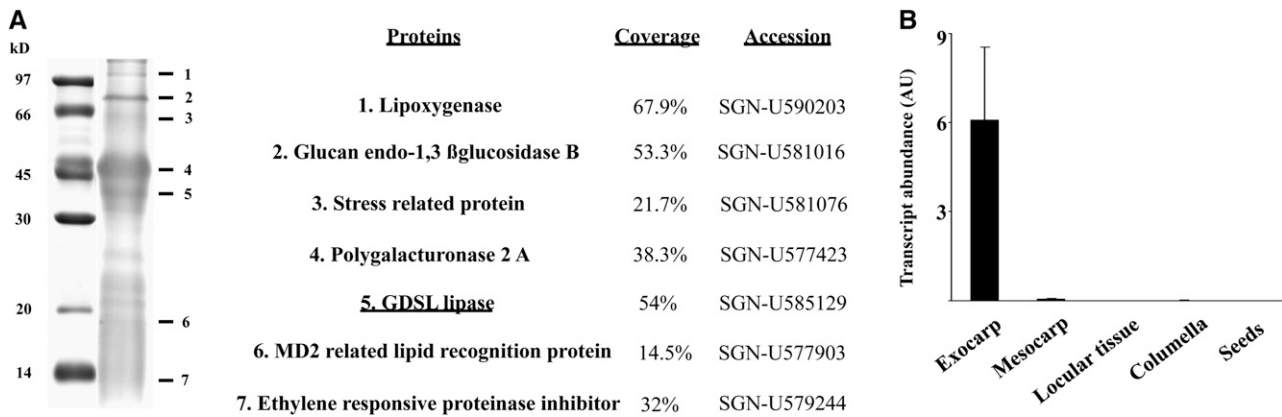 A
kD
97
66
45
30
20
14
1
2
3
4
5
6
7
Proteins Coverage Accession
1. Lipoxygenase 67.9% SGN-U590203
2. Glucan endo-1,3 ßglucosidase B 53.3% SGN-U581016
3. Stress related protein 21.7% SGN-U581076
4. Polygalacturonase 2 A 38.3% SGN-U577423
5. GDSL lipase 54% SGN-U585129
6. MD2 related lipid recognition protein 14.5% SGN-U577903
7. Ethylene responsive proteinase inhibitor 32% SGN-U579244
B
Transcript abundance (AU)
9
6
3
Exocarp
Mesocarp
Locular tissue
Columella
Seeds